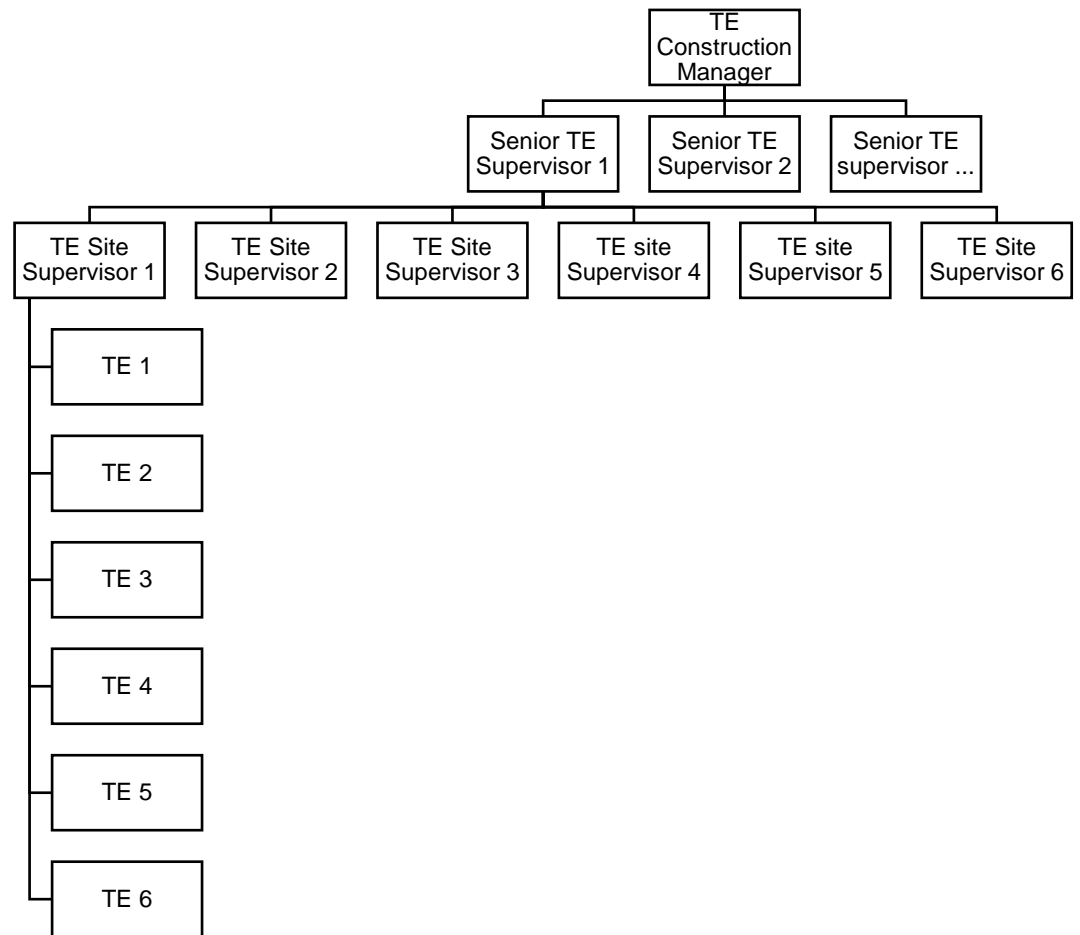 TE
Construction
Manager
Senior TE
Supervisor 1
Senior TE
Supervisor 2
Senior TE
supervisor ...
TE Site
Supervisor 1
TE Site
Supervisor 2
TE Site
Supervisor 3
TE site
Supervisor 4
TE site
Supervisor 5
TE Site
Supervisor 6
TE 1
TE 2
TE 3
TE 4
TE 5
TE 6